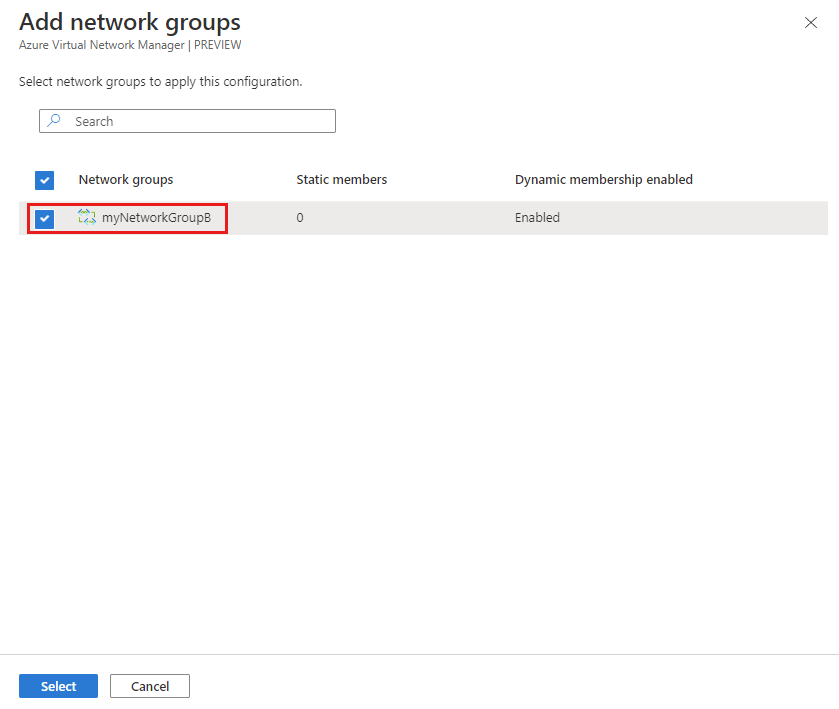 Add network groups
Azure Virtual Network Manager | PREVIEW
Select network groups to apply this configuration.
Search
Network groups Static members Dynamic membership enabled
myNetworkGroupB 0 Enabled
Select Cancel